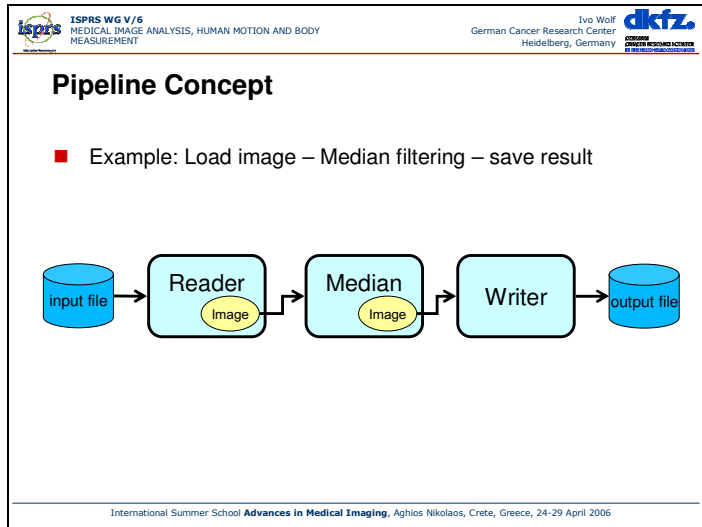 ISPRS WG V/6
MEDICAL IMAGE ANALYSIS, HUMAN MOTION AND BODY
MEASUREMENT
isprs
Ivo Wolf
German Cancer Research Center
Heidelberg, Germany
dkfz.
Pipeline Concept
Example: Load image – Median filtering – save result
input file
Reader
Image
Median
Image
Writer
output file
International Summer School Advances in Medical Imaging, Aghios Nikolaos, Crete, Greece, 24-29 April 2006